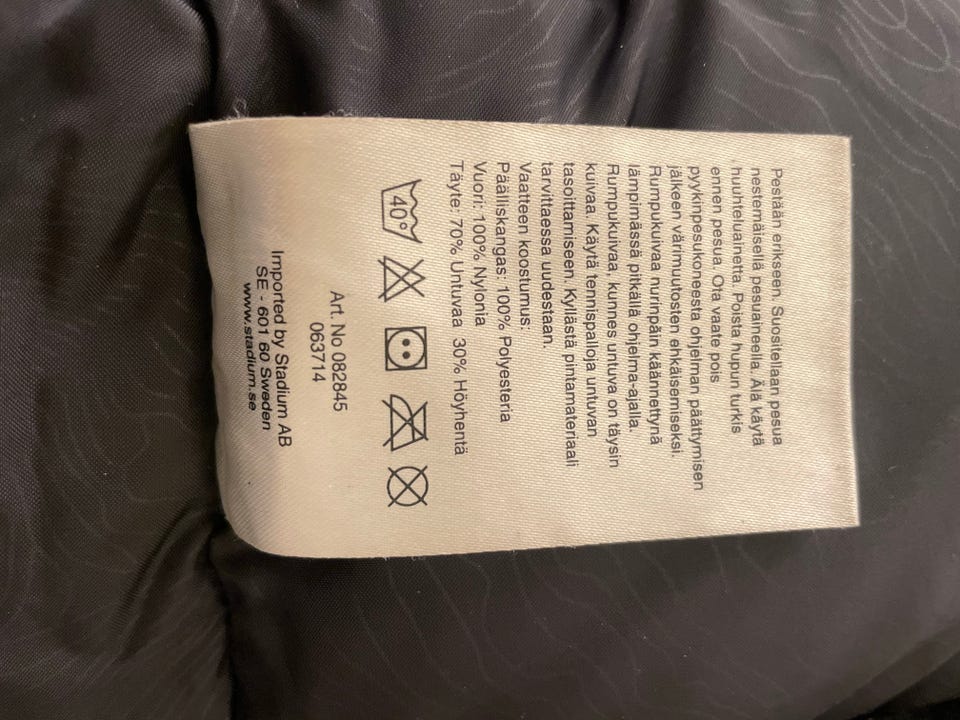 Pestään erikseen. Suositellaan pesua
nestemäisellä pesuaineella. Älä käytä
huuhteluainetta. Poista hupun turkis
ennen pesua. Ota vaate pois
pyykinpesukoneesta ohjelman päättymisen
jälkeen värimuutosten ehkäisemiseksi.
Rumpukuivaa nurinpäin käännettynä
lämpimässä pitkällä ohjelma-ajalla.
Rumpukuivaa, kunnes untuva on täysin
kuivaa. Käytä tennispalloja untuvan
tasoittamiseen. Kyllästä pintamateriaali
tarvittaessa uudestaan.
Vaatteen koostumus:
Päälliskangas: 100% Polyesteria
Vuori: 100% Nylonia
Täyte: 70% Untuvaa 30% Höyhentä
40°
Art. No 082845
063714
Imported by Stadium AB
SE - 601 60 Sweden
www.stadium.se